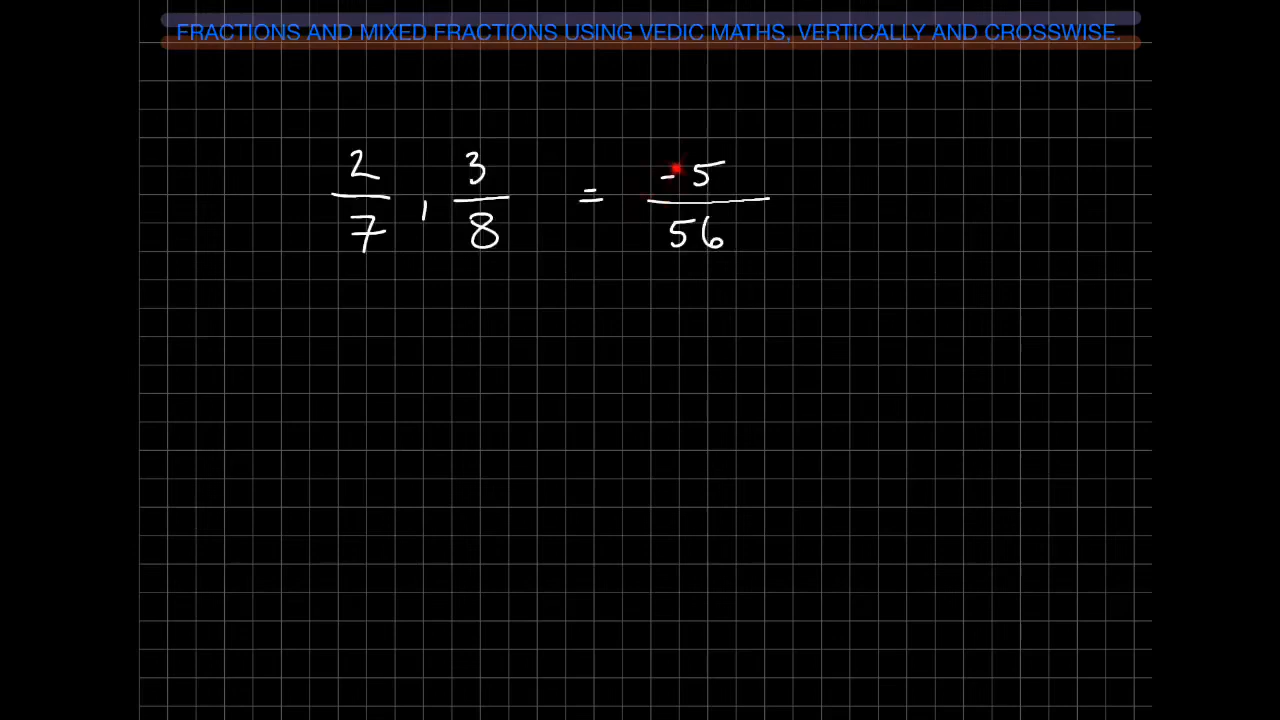 FRACTIONS AND MIXED FRACTIONS USING VEDIC MATHS, VERTICALLY AND CROSSWISE.
2/7 , 3/8 = -5/56